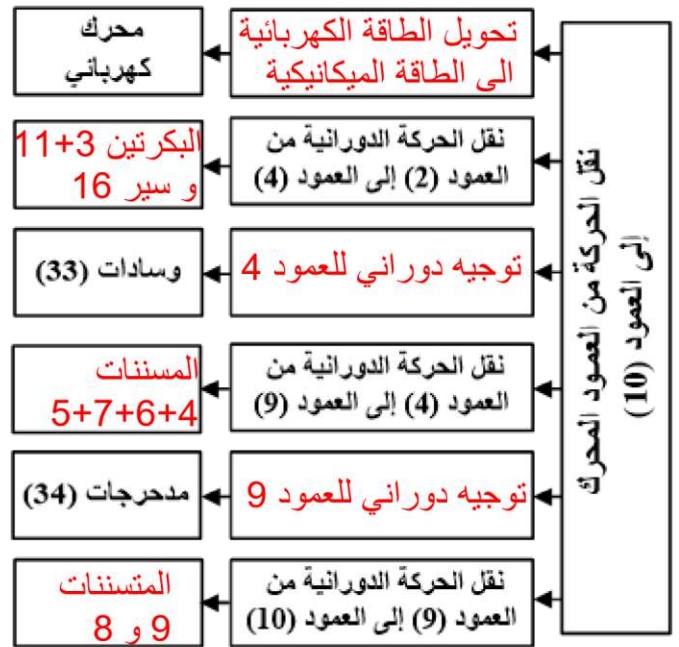 نقل الحركة من العمود المحرك
إلى العمود (10)
تحويل الطاقة الكهربائية
الى الطاقة الميكانيكية
محرك
كهربائي
نقل الحركة الدورانية من
العمود (2) إلى العمود (4)
البكرتين 3+11
و سير 16
توجيه دوراني للعمود 4
وسادات (33)
نقل الحركة الدورانية من
العمود (4) إلى العمود (9)
المسننات
4+6+7+5
توجيه دوراني للعمود 9
مدحرجات (34)
نقل الحركة الدورانية من
العمود (9) إلى العمود (10)
المتسننات
9 و 8